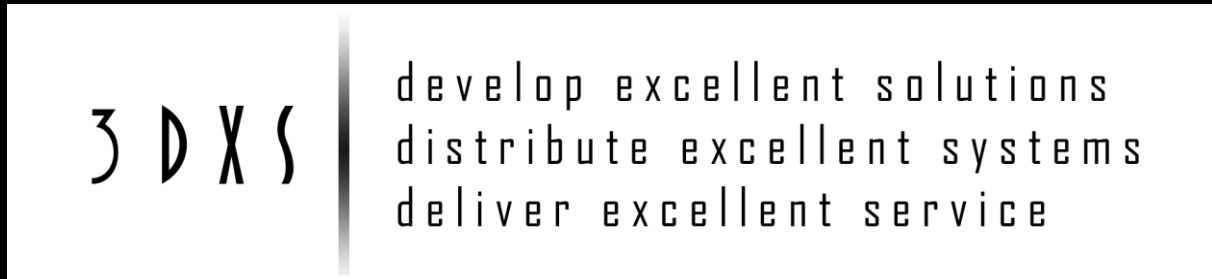 3DXS
develop excellent solutions
distribute excellent systems
deliver excellent service